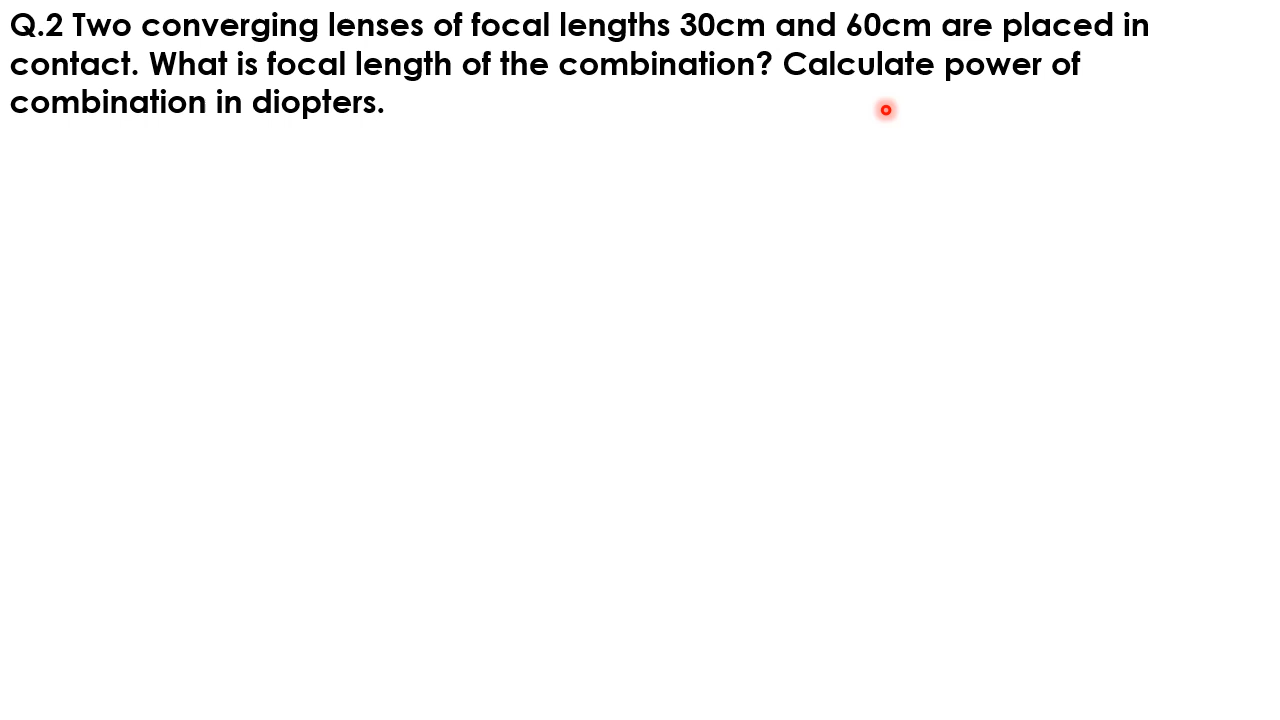 Q.2 Two converging lenses of focal lengths 30cm and 60cm are placed in
contact. What is focal length of the combination? Calculate power of
combination in diopters.